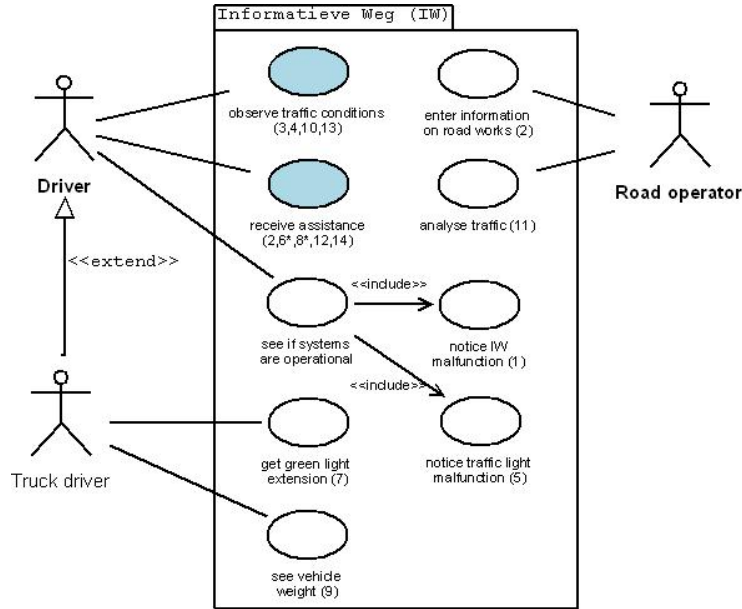 Informatieve Weg (IW)
observe traffic conditions
(3,4,10,13)
enter information
on road works (2)
Driver
receive assistance
(2,6*,8*,12,14)
analyse traffic (11)
Road operator
<<extend>>
<<include>>
see if systems
are operational
notice IW
malfunction (1)
<<include>>
get green light
extension (7)
notice traffic light
malfunction (5)
Truck driver
see vehicle
weight (9)